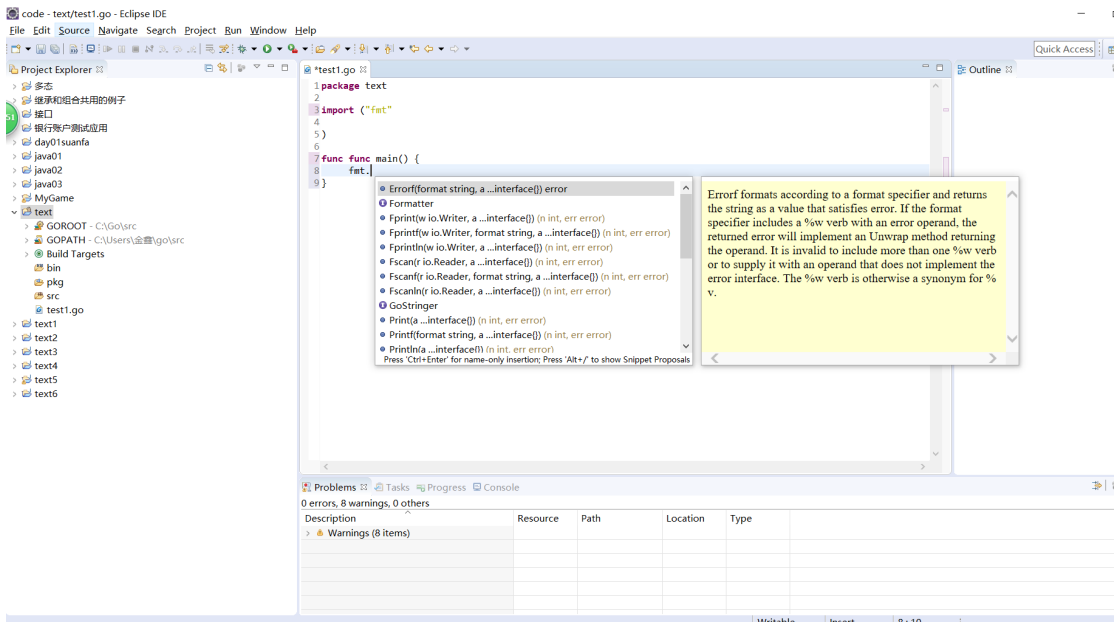 code - text/test1.go - Eclipse IDE
File Edit Source Navigate Search Project Run Window Help
Quick Access
Project Explorer
多态
继承和组合共用的例子
接口
银行账户测试应用
day01suanfa
java01
java02
java03
MyGame
text
GOROOT - C:\Go\src
GOPATH - C:\Users\金鑫\go\src
Build Targets
bin
pkg
src
test1.go
text1
text2
text3
text4
text5
text6
51
*test1.go
1 package text
2
3 import ("fmt"
4
5 )
6
7 func func main() {
8 fmt.
9 }
Errorf(format string, a ...interface{}) error
Formatter
Fprint(w io.Writer, a ...interface{}) (n int, err error)
Fprintf(w io.Writer, format string, a ...interface{}) (n int, err error)
Fprintln(w io.Writer, a ...interface{}) (n int, err error)
Fscan(r io.Reader, a ...interface{}) (n int, err error)
Fscanf(r io.Reader, format string, a ...interface{}) (n int, err error)
Fscanln(r io.Reader, a ...interface{}) (n int, err error)
GoStringer
Print(a ...interface{}) (n int, err error)
Printf(format string, a ...interface{}) (n int, err error)
Println(a ...interface{}) (n int, err error)
Press 'Ctrl+Enter' for name-only insertion; Press 'Alt+/' to show Snippet Proposals
Errorf formats according to a format specifier and returns
the string as a value that satisfies error. If the format
specifier includes a %w verb with an error operand, the
returned error will implement an Unwrap method returning
the operand. It is invalid to include more than one %w verb
or to supply it with an operand that does not implement the
error interface. The %w verb is otherwise a synonym for %
v.
Outline
Problems Tasks Progress Console
0 errors, 8 warnings, 0 others
Description Resource Path Location Type
Warnings (8 items)
Writable Insert 8 : 10